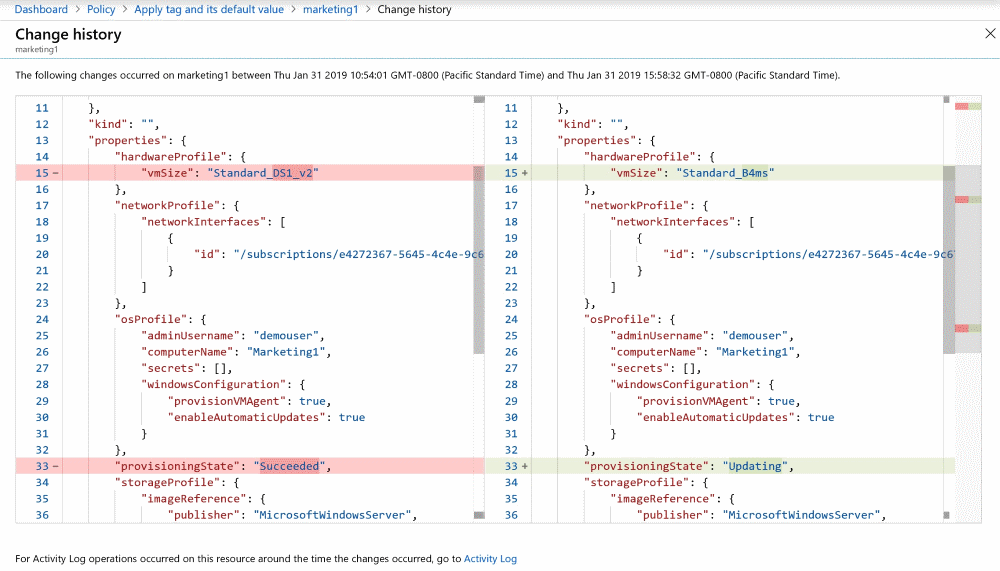 Dashboard > Policy > Apply tag and its default value > marketing1 > Change history
Change history
marketing1
The following changes occurred on marketing1 between Thu Jan 31 2019 10:54:01 GMT-0800 (Pacific Standard Time) and Thu Jan 31 2019 15:58:32 GMT-0800 (Pacific Standard Time).
11 },
12 "kind": "",
13 "properties": {
14 "hardwareProfile": {
15 - "vmSize": "Standard_DS1_v2"
16 },
17 "networkProfile": {
18 "networkInterfaces": [
19 {
20 "id": "/subscriptions/e4272367-5645-4c4e-9c6
21 }
22 ]
23 },
24 "osProfile": {
25 "adminUsername": "demouser",
26 "computerName": "Marketing1",
27 "secrets": [],
28 "windowsConfiguration": {
29 "provisionVMAgent": true,
30 "enableAutomaticUpdates": true
31 }
32 },
33 - "provisioningState": "Succeeded",
34 "storageProfile": {
35 "imageReference": {
36 "publisher": "MicrosoftWindowsServer",
11 },
12 "kind": "",
13 "properties": {
14 "hardwareProfile": {
15 + "vmSize": "Standard_B4ms"
16 },
17 "networkProfile": {
18 "networkInterfaces": [
19 {
20 "id": "/subscriptions/e4272367-5645-4c4e-9c6
21 }
22 ]
23 },
24 "osProfile": {
25 "adminUsername": "demouser",
26 "computerName": "Marketing1",
27 "secrets": [],
28 "windowsConfiguration": {
29 "provisionVMAgent": true,
30 "enableAutomaticUpdates": true
31 }
32 },
33 + "provisioningState": "Updating",
34 "storageProfile": {
35 "imageReference": {
36 "publisher": "MicrosoftWindowsServer",
For Activity Log operations occurred on this resource around the time the changes occurred, go to Activity Log